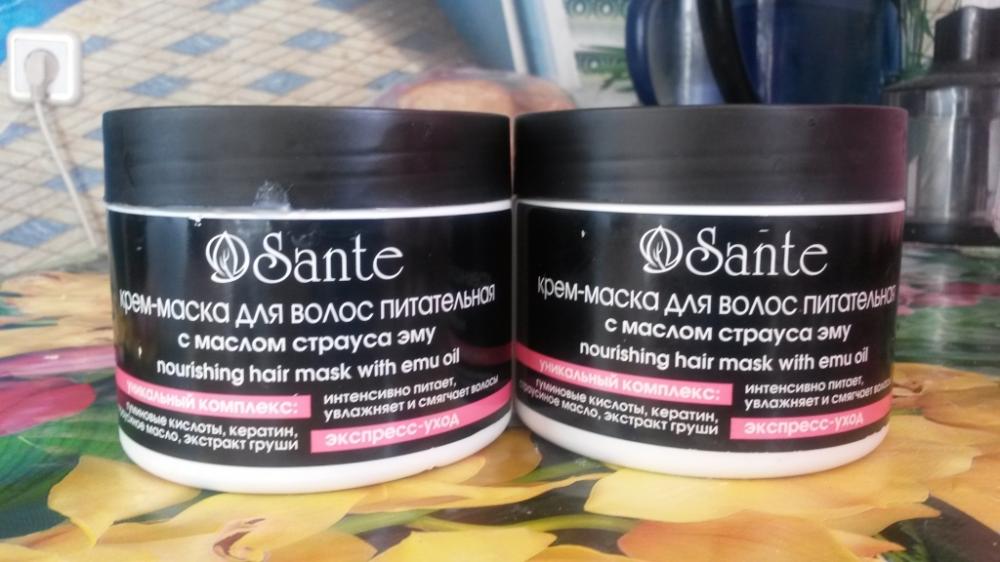 Sante
крем-маска для волос питательная
с маслом страуса эму
nourishing hair mask with emu oil
уникальный комплекс:
гуминовые кислоты, кератин,
страусиное масло, экстракт груши
интенсивно питает,
увлажняет и смягчает волосы
экспресс-уход
Sante
крем-маска для волос питательная
с маслом страуса эму
nourishing hair mask with emu oil
уникальный комплекс:
гуминовые кислоты, кератин,
страусиное масло, экстракт груши
интенсивно питает,
увлажняет и смягчает волосы
экспресс-уход